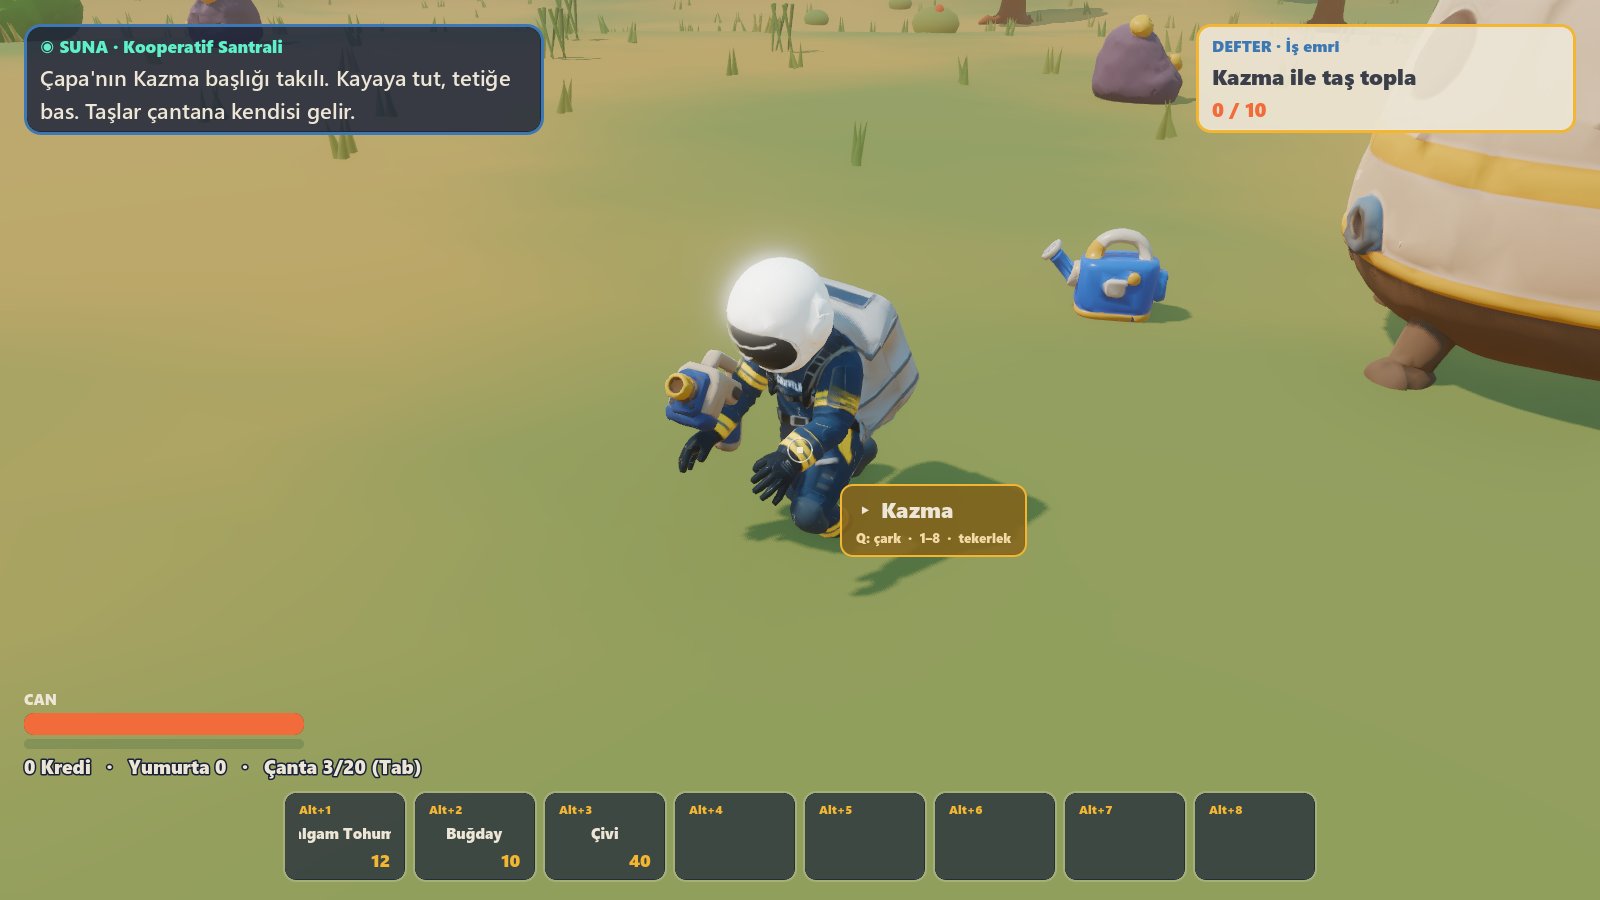 ◉ SUNA · Kooperatif Santrali
Çapa'nın Kazma başlığı takılı. Kayaya tut, tetiğe
bas. Taşlar çantana kendisi gelir.
DEFTER · İş emri
Kazma ile taş topla
0 / 10
▸ Kazma
Q: çark · 1–8 · tekerlek
CAN
0 Kredi · Yumurta 0 · Çanta 3/20 (Tab)
Alt+1 Alt+2 Alt+3 Alt+4 Alt+5 Alt+6 Alt+7 Alt+8
Tohum Buğday Çivi
12 10 40